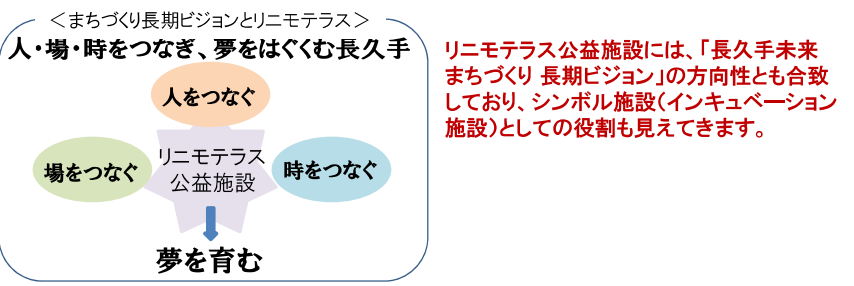 ＜まちづくり長期ビジョンとリニモテラス＞
人・場・時をつなぎ、夢をはぐくむ長久手
人をつなぐ
場をつなぐ
リニモテラス
公益施設
時をつなぐ
夢を育む
リニモテラス公益施設には、「長久手未来
まちづくり 長期ビジョン」の方向性とも合致
しており、シンボル施設（インキュベーション
施設）としての役割も見えてきます。